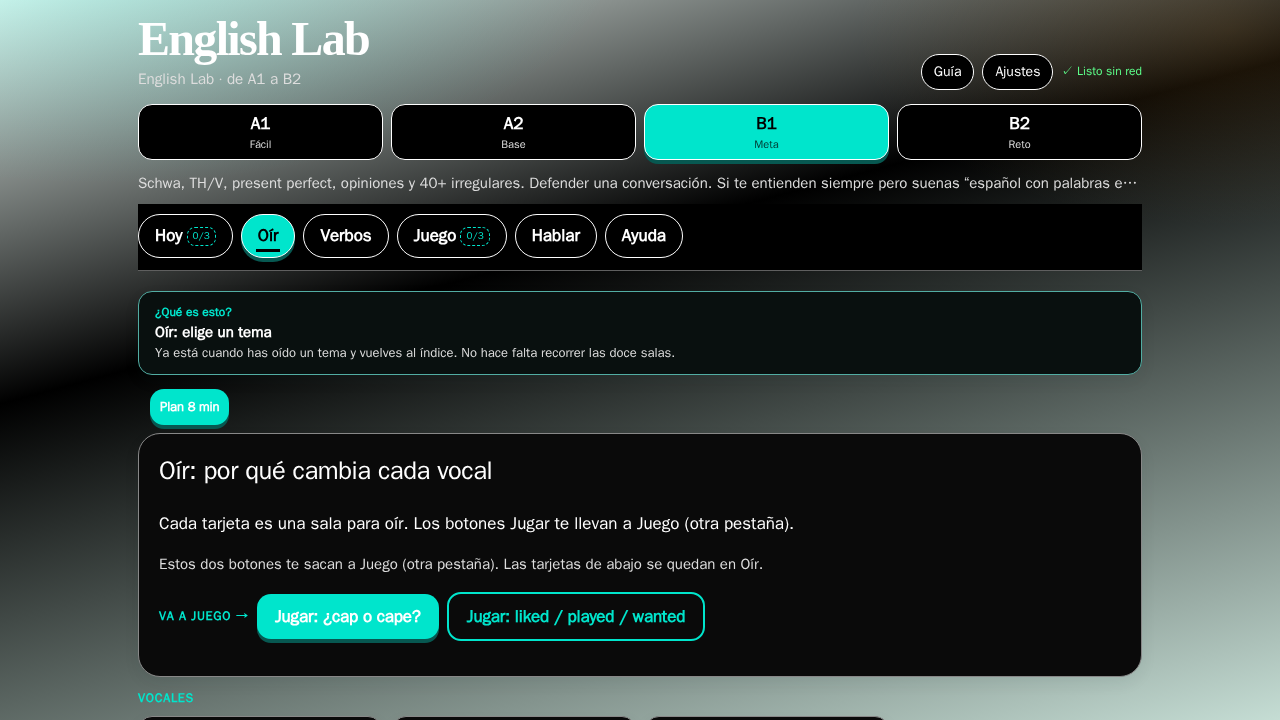 English Lab
English Lab · de A1 a B2
Guía
Ajustes
✓ Listo sin red
A1
Fácil
A2
Base
B1
Meta
B2
Reto
Schwa, TH/V, present perfect, opiniones y 40+ irregulares. Defender una conversación. Si te entienden siempre pero suenas “español con palabras e…
Hoy 0/3
Oír
Verbos
Juego 0/3
Hablar
Ayuda
¿Qué es esto?
Oír: elige un tema
Ya está cuando has oído un tema y vuelves al índice. No hace falta recorrer las doce salas.
Plan 8 min
Oír: por qué cambia cada vocal
Cada tarjeta es una sala para oír. Los botones Jugar te llevan a Juego (otra pestaña).
Estos dos botones te sacan a Juego (otra pestaña). Las tarjetas de abajo se quedan en Oír.
VA A JUEGO →
Jugar: ¿cap o cape?
Jugar: liked / played / wanted
VOCALES